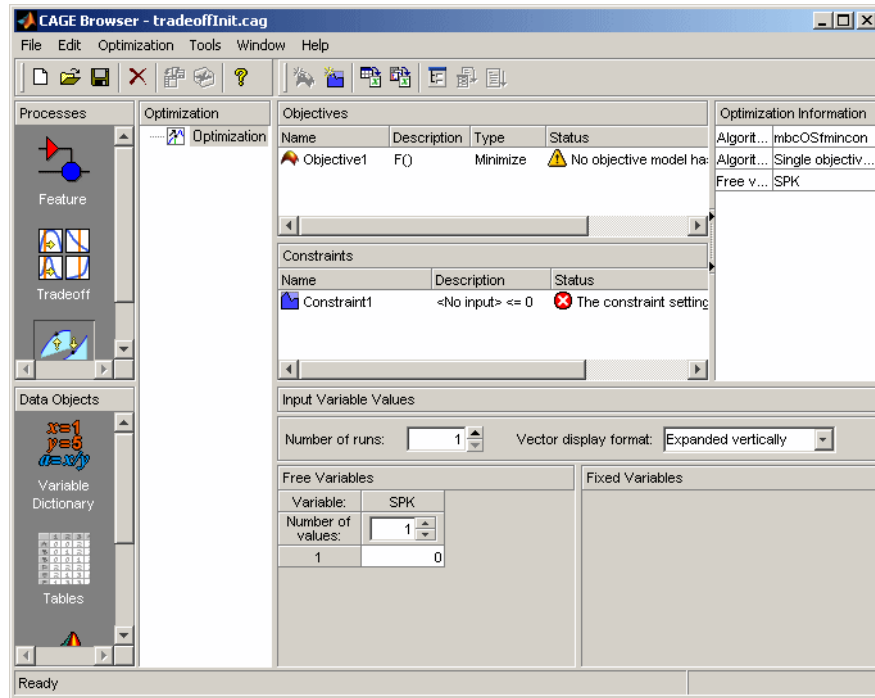 CAGE Browser - tradeoffInit.cag
File Edit Optimization Tools Window Help
Processes
Feature
Tradeoff
Data Objects
x=1
y=5
a=x/y
Variable
Dictionary
Tables
Optimization
Optimization
Objectives
Name Description Type Status
Objective1 F() Minimize No objective model ha
Constraints
Name Description Status
Constraint1 <No input> <= 0 The constraint setting
Optimization Information
Algorit... mbcOSfmincon
Algorit... Single objectiv...
Free v... SPK
Input Variable Values
Number of runs: 1 Vector display format: Expanded vertically
Free Variables
Variable: SPK
Number of
values: 1
1 0
Fixed Variables
Ready